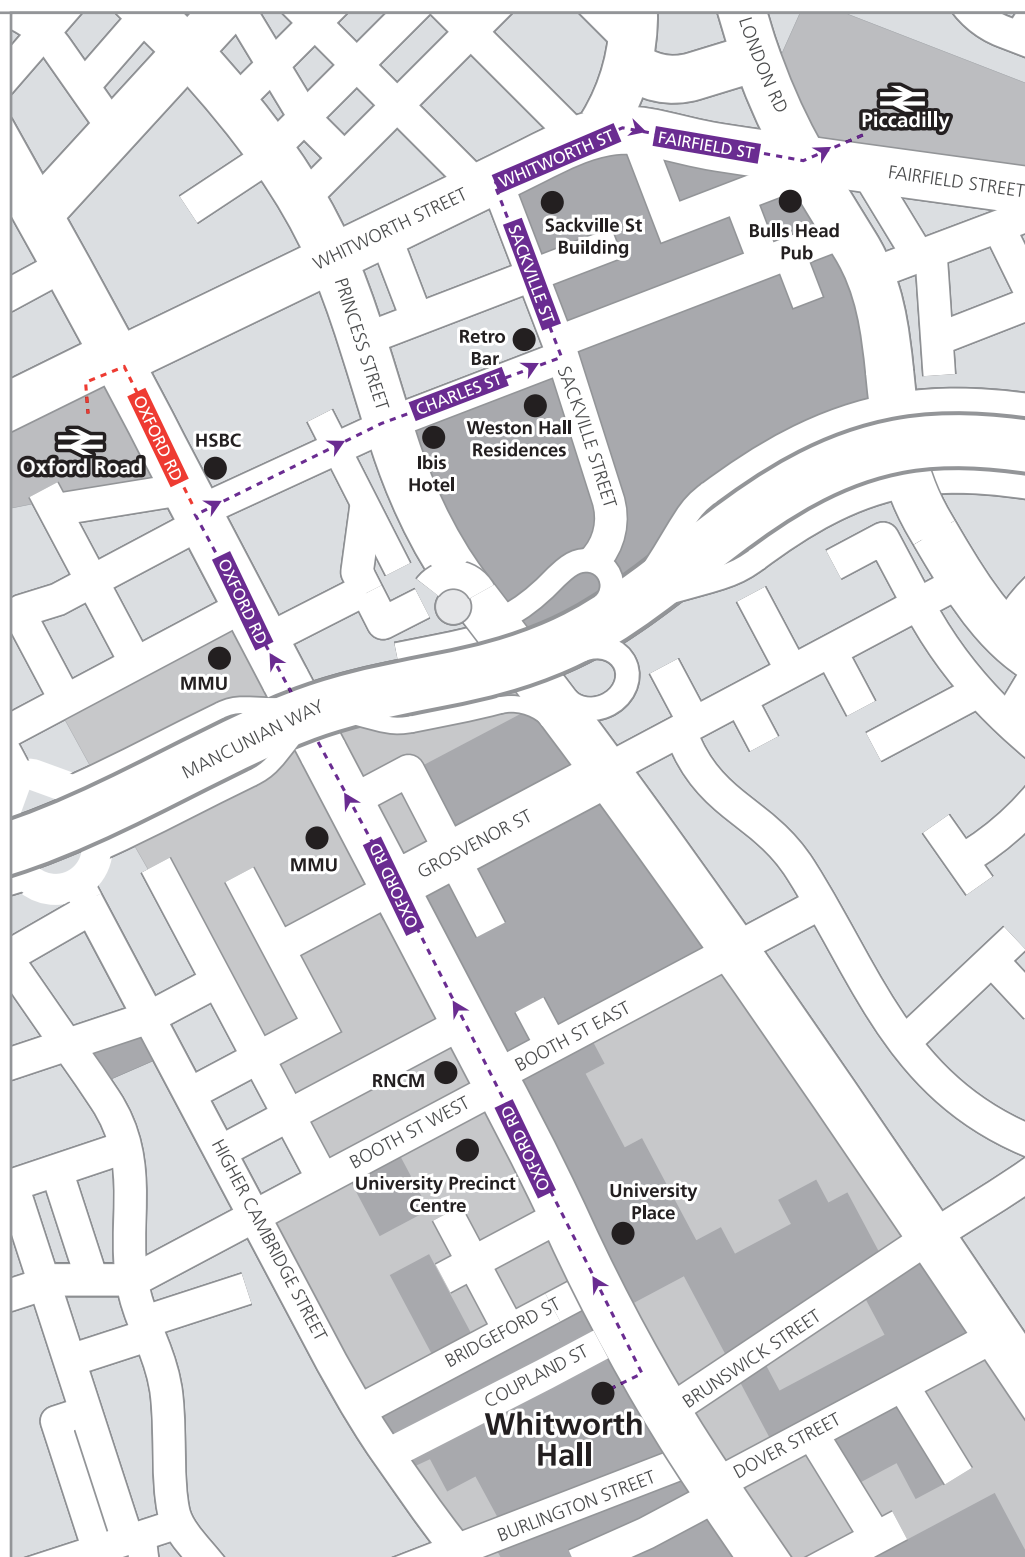 LONDON RD
Piccadilly
WHITWORTH ST
FAIRFIELD ST
FAIRFIELD STREET
WHITWORTH STREET
Sackville St
Building
Bulls Head
Pub
SACKVILLE ST
PRINCESS STREET
Retro
Bar
CHARLES ST
SACKVILLE STREET
OXFORD RD
Oxford Road
HSBC
Weston Hall
Residences
Ibis
Hotel
OXFORD RD
MMU
MANCUNIAN WAY
MMU
OXFORD RD
GROSVENOR ST
BOOTH ST EAST
RNCM
BOOTH ST WEST
OXFORD RD
HIGHER CAMBRIDGE STREET
University Precinct
Centre
University
Place
BRIDGEFORD ST
COUPLAND ST
BRUNSWICK STREET
Whitworth
Hall
DOVER STREET
BURLINGTON STREET